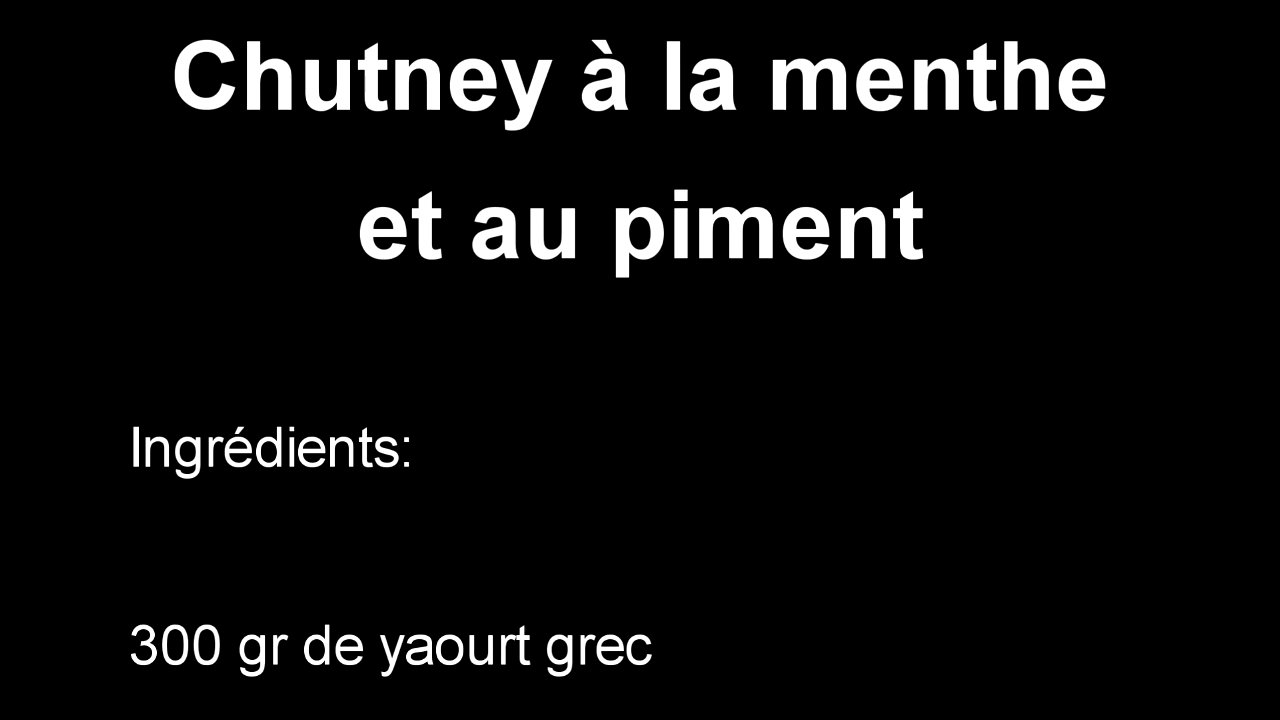 Chutney à la menthe
et au piment
Ingrédients:
300 gr de yaourt grec